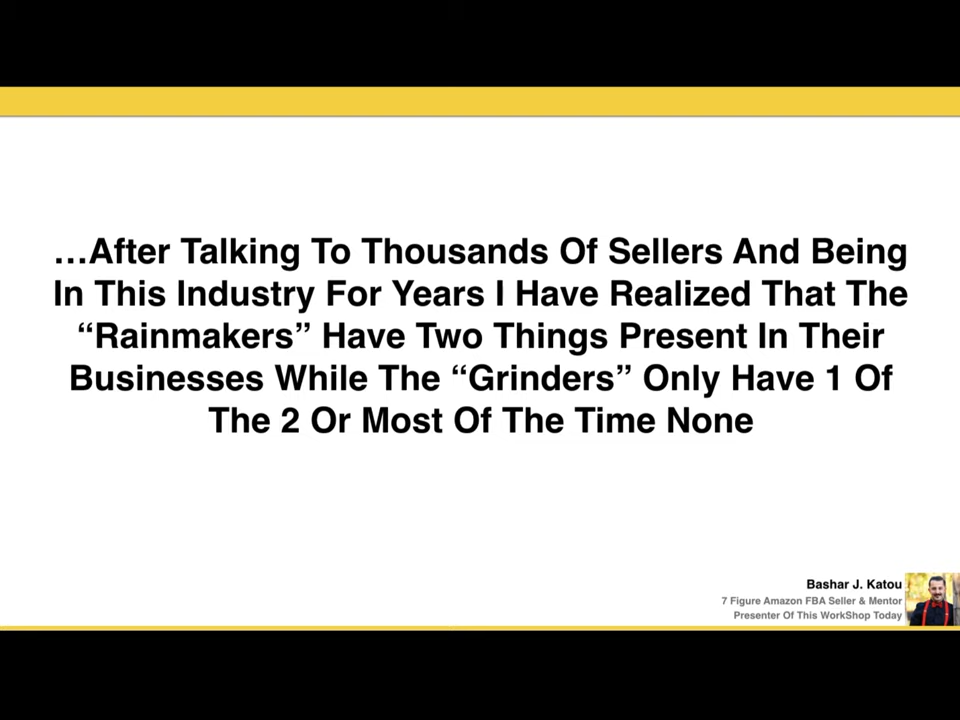 …After Talking To Thousands Of Sellers And Being
In This Industry For Years I Have Realized That The
“Rainmakers” Have Two Things Present In Their
Businesses While The “Grinders” Only Have 1 Of
The 2 Or Most Of The Time None
Bashar J. Katou
7 Figure Amazon FBA Seller & Mentor
Presenter Of This WorkShop Today